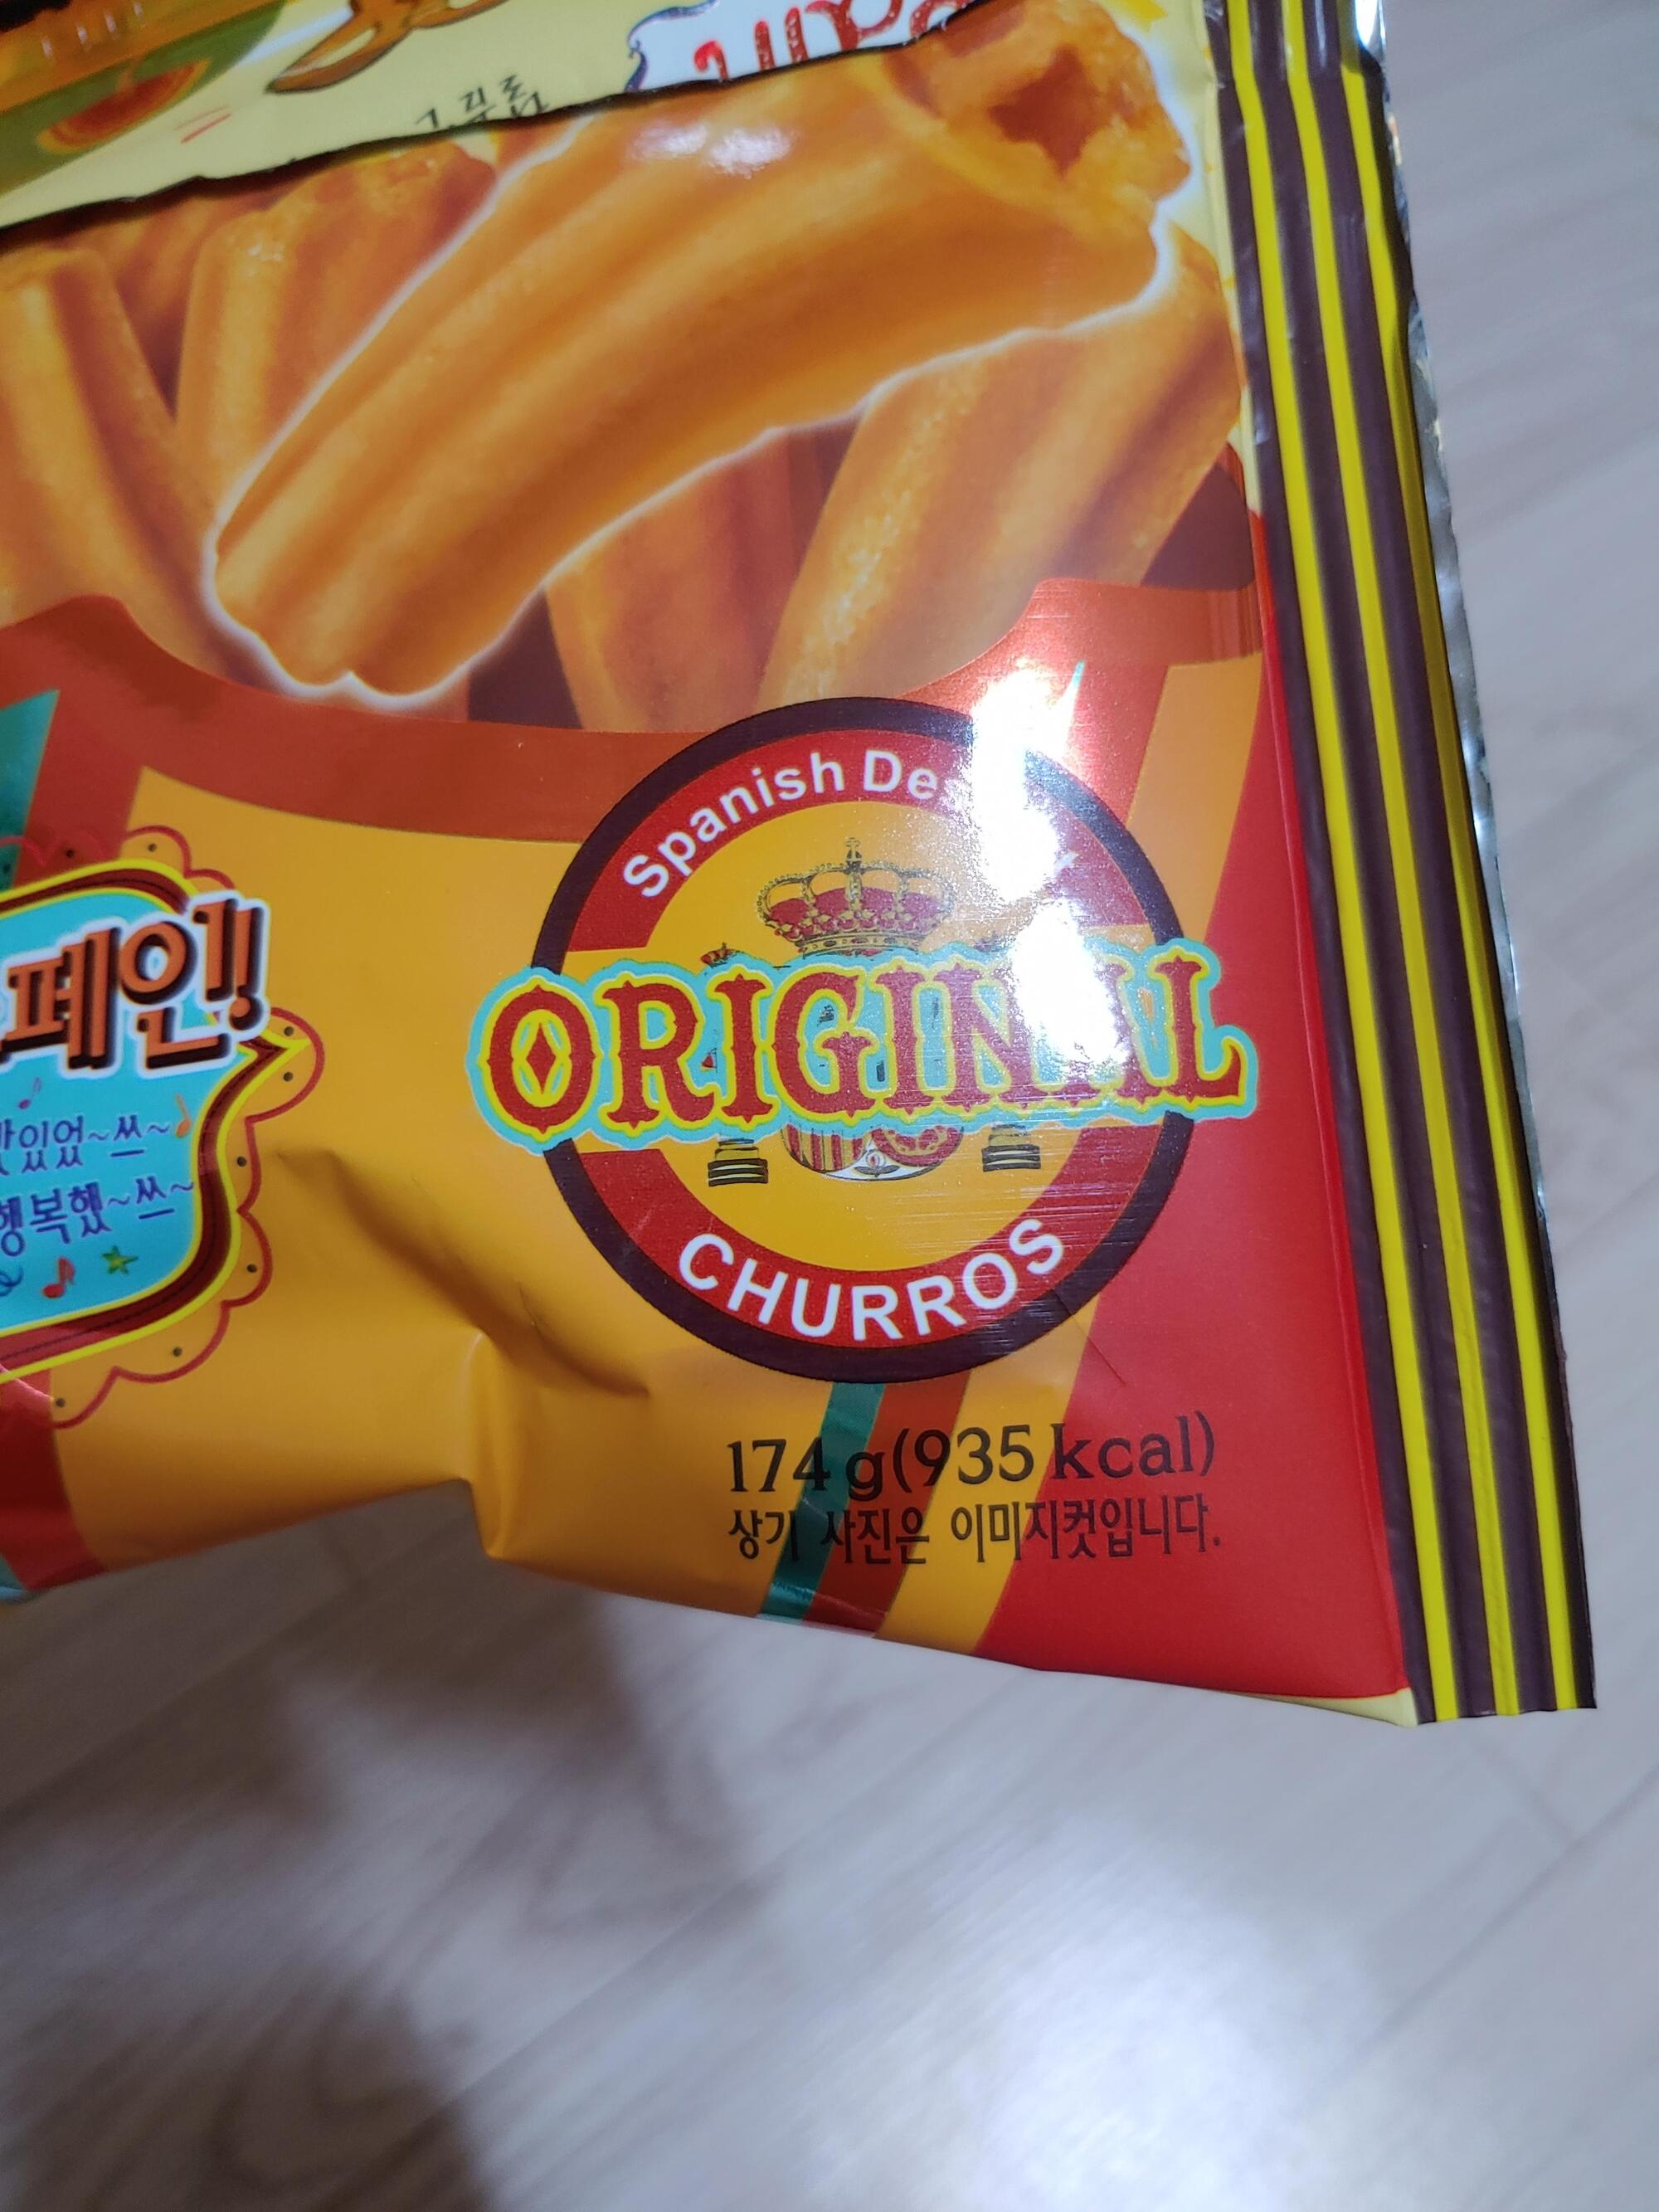 페인!
맛있었~쓰~
행복했~쓰~
Spanish
ORIGINAL
CHURROS
174 g(935 kcal)
상기 사진은 이미지컷입니다.